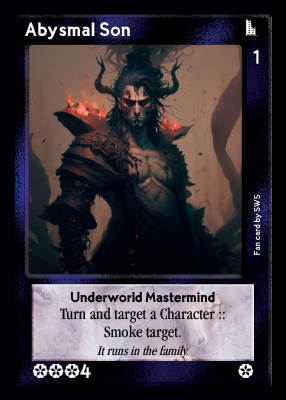 Abysmal Son
1
Fan card by SWS
Underworld Mastermind
Turn and target a Character ::
Smoke target.
It runs in the family.
4